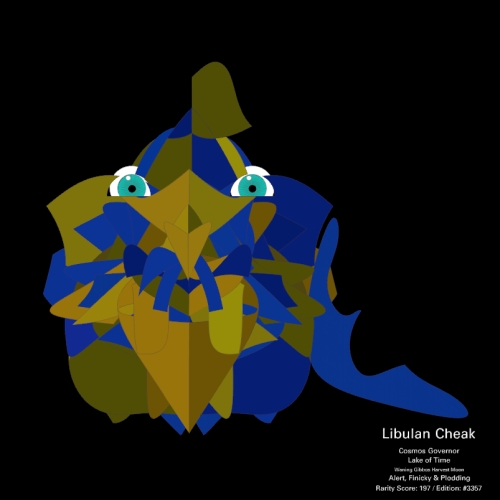 Libulan Cheak
Cosmos Governor
Lake of Time
Waning Gibbous Harvest Moon
Alert, Finicky & Plodding
Rarity Score: 197 / Edition: #3357